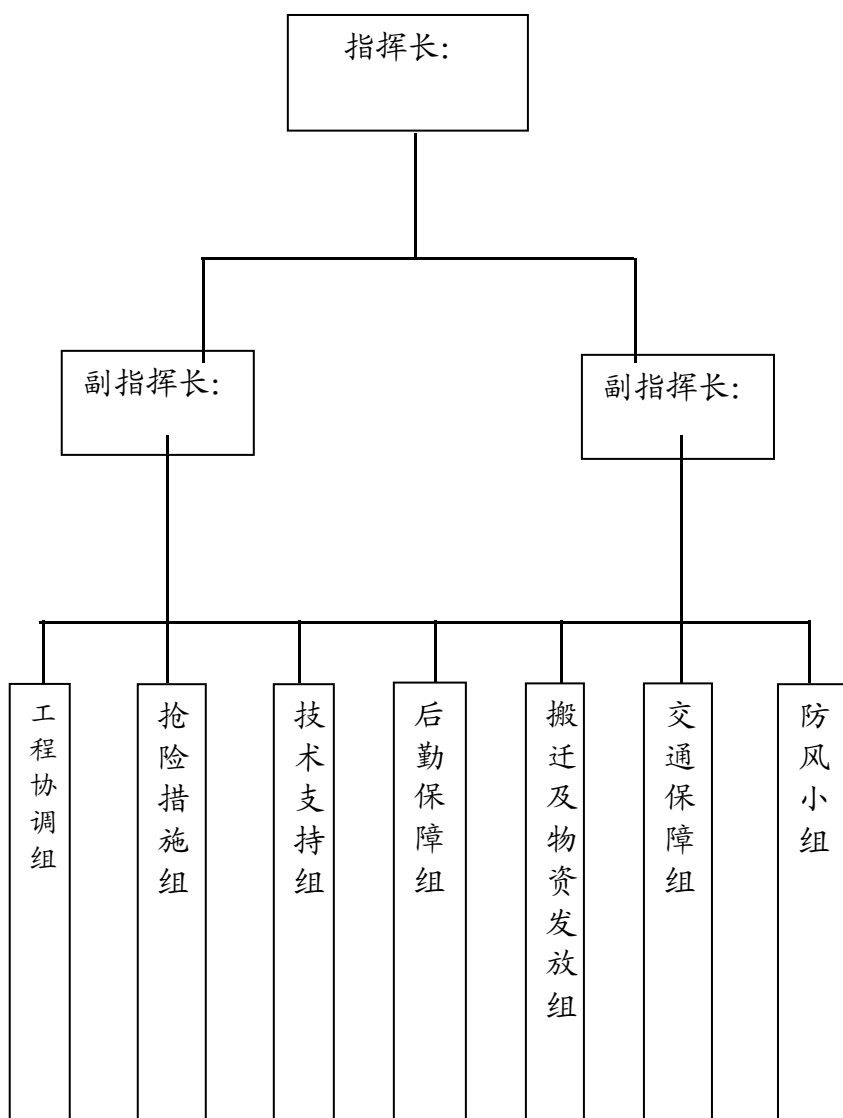 指挥长：
副指挥长：
副指挥长：
工程协调组
抢险措施组
技术支持组
后勤保障组
搬迁及物资发放组
交通保障组
防风小组